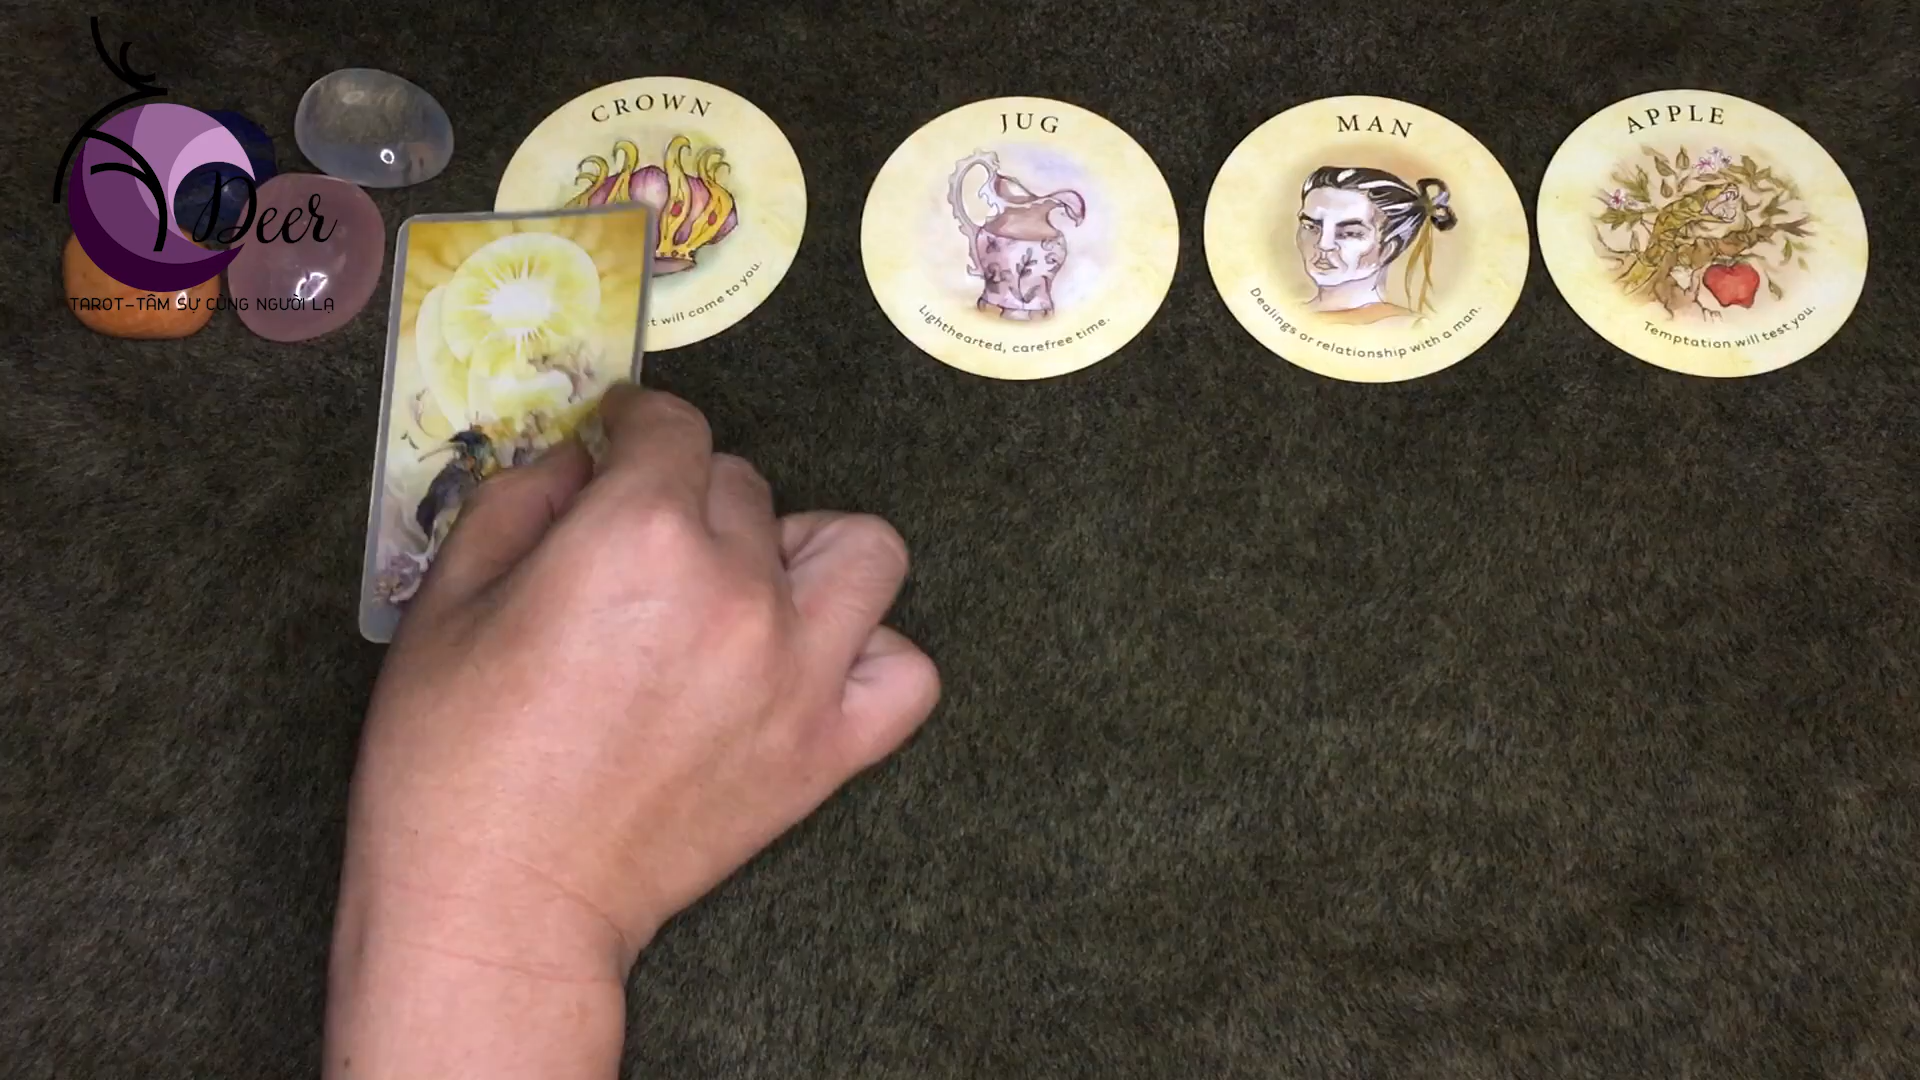 Deer
TAROT-TÂM SỰ CÙNG NGƯỜI LẠ
CROWN
will come to you.
JUG
Lighthearted, carefree time.
MAN
Dealings or relationship with a man.
APPLE
Temptation will test you.